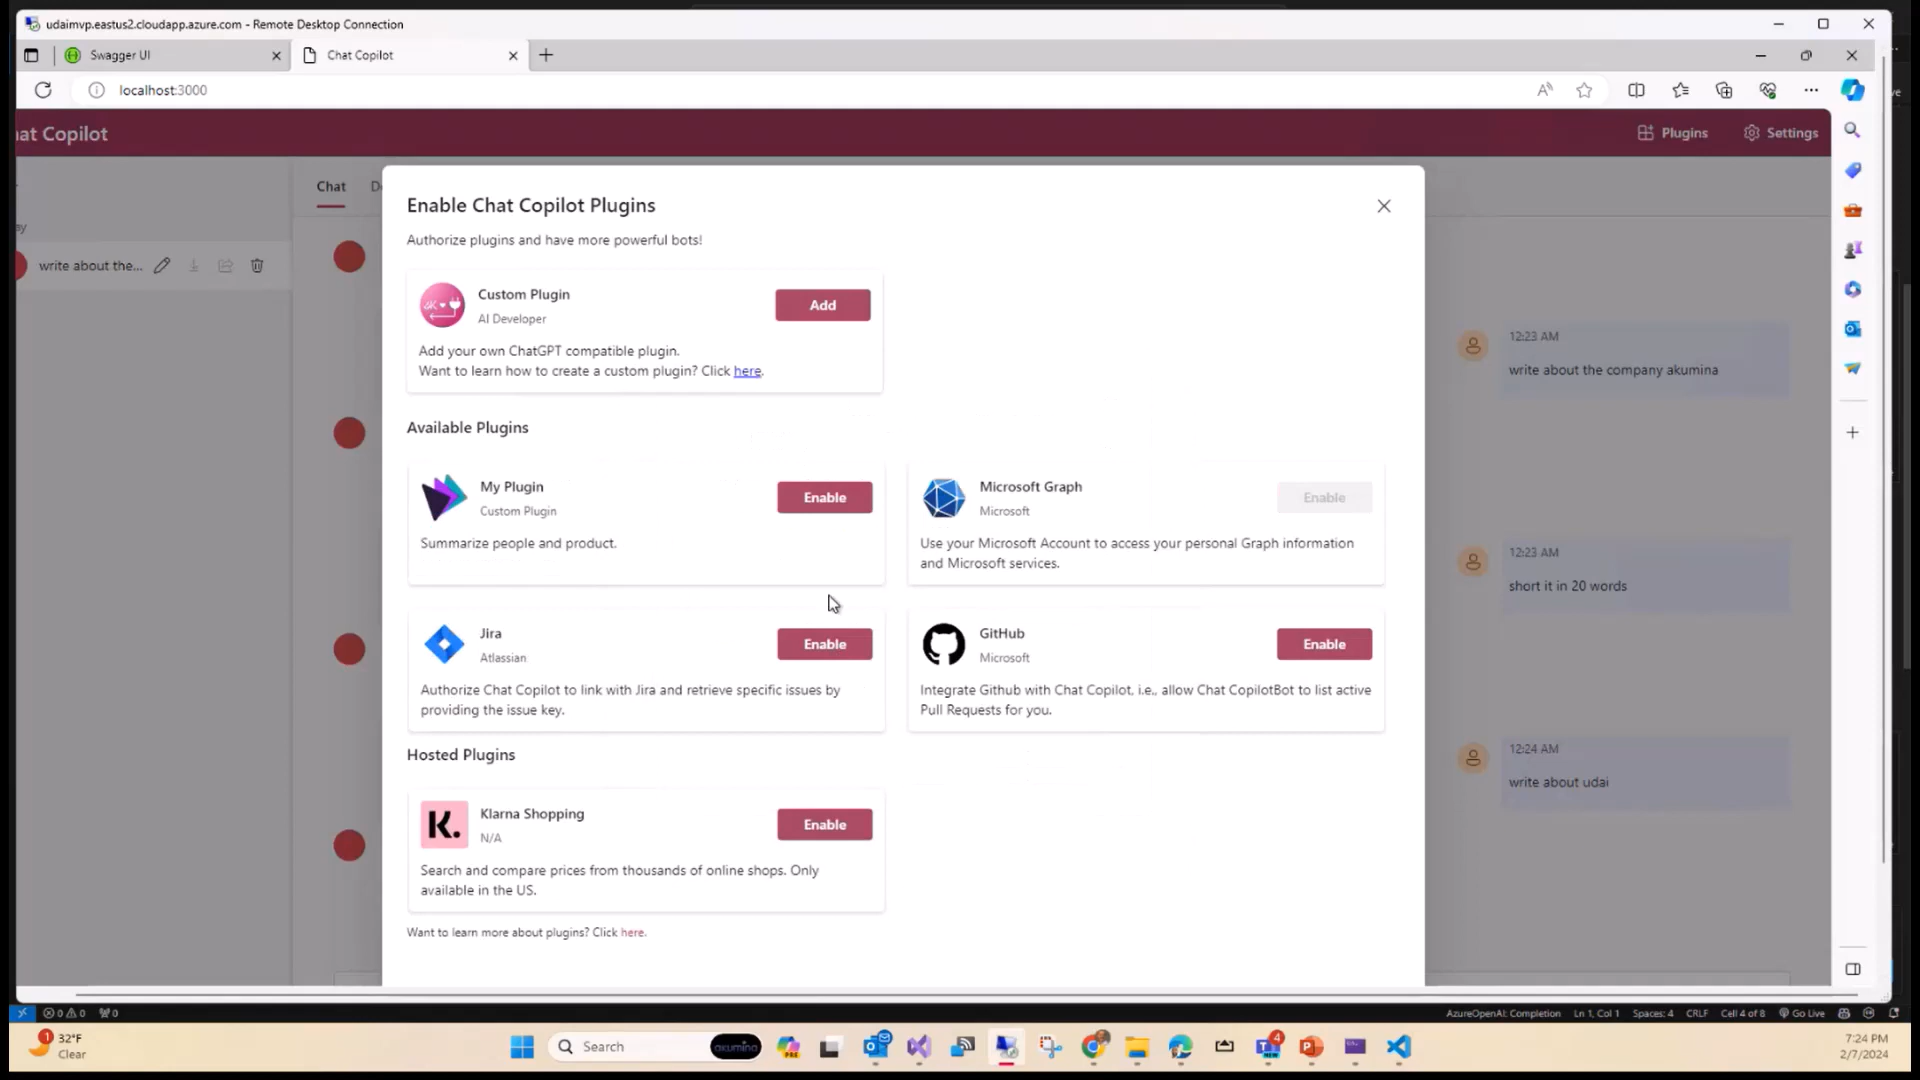 udaimvp.eastus2.cloudapp.azure.com - Remote Desktop Connection
Swagger UI
Chat Copilot
localhost:3000
hat Copilot
Plugins
Settings
Chat
D
Enable Chat Copilot Plugins
Authorize plugins and have more powerful bots!
write about the...
Custom Plugin
AI Developer
Add
Add your own ChatGPT compatible plugin.
Want to learn how to create a custom plugin? Click here.
12:23 AM
write about the company akumina
Available Plugins
My Plugin
Custom Plugin
Enable
Summarize people and product.
Microsoft Graph
Microsoft
Enable
Use your Microsoft Account to access your personal Graph information
and Microsoft services.
12:23 AM
short it in 20 words
Jira
Atlassian
Enable
Authorize Chat Copilot to link with Jira and retrieve specific issues by
providing the issue key.
GitHub
Microsoft
Enable
Integrate Github with Chat Copilot, i.e., allow Chat CopilotBot to list active
Pull Requests for you.
Hosted Plugins
12:24 AM
write about udai
K.
Klarna Shopping
N/A
Enable
Search and compare prices from thousands of online shops. Only
available in the US.
Want to learn more about plugins? Click here.
0 0 0
AzureOpenAI: Completion
Ln 1, Col 1
Spaces: 4
CRLF
Cell 4 of 8
Go Live
1
32°F
Clear
Search
akumina
PRE
4
NEW
7:24 PM
2/7/2024